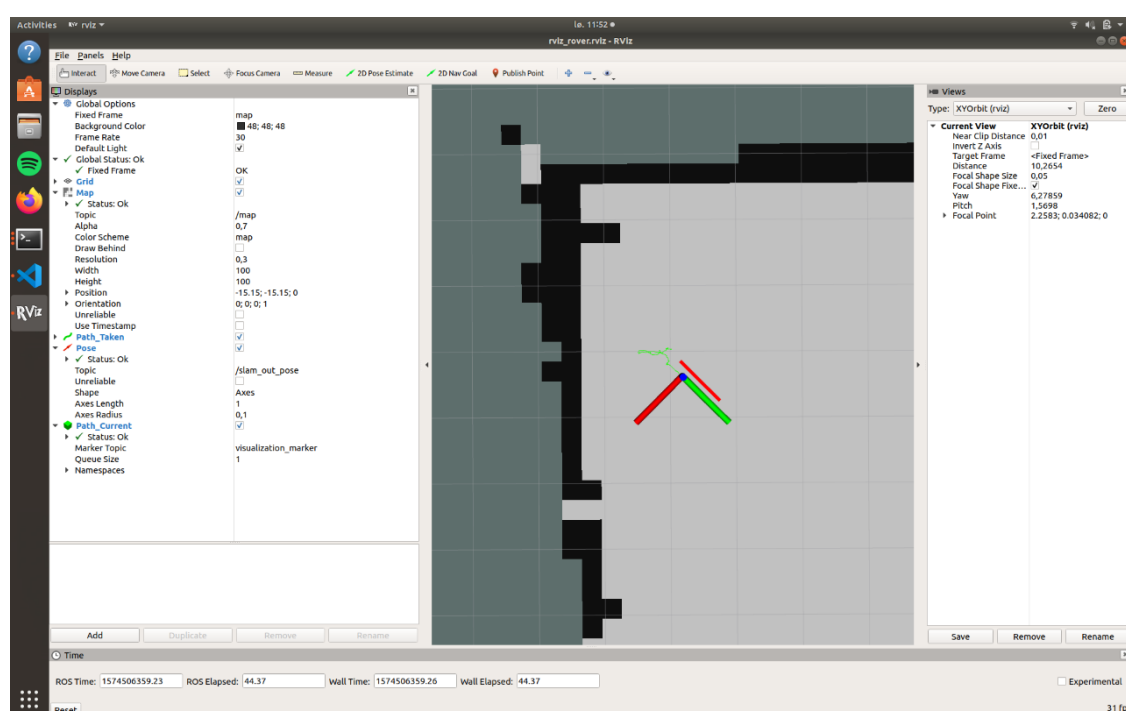 Activities RViz rviz lø. 11:52
rviz_rover.rviz - RViz
File Panels Help
Interact Move Camera Select Focus Camera Measure 2D Pose Estimate 2D Nav Goal Publish Point
Displays
Global Options
Fixed Frame map
Background Color 48; 48; 48
Frame Rate 30
Default Light
Global Status: Ok
Fixed Frame OK
Grid
Map
Status: Ok
Topic /map
Alpha 0,7
Color Scheme map
Draw Behind
Resolution 0,3
Width 100
Height 100
Position -15.15; -15.15; 0
Orientation 0; 0; 0; 1
Unreliable
Use Timestamp
Path_Taken
Pose
Status: Ok
Topic /slam_out_pose
Unreliable
Shape Axes
Axes Length 1
Axes Radius 0,1
Path_Current
Status: Ok
Marker Topic visualization_marker
Queue Size 1
Namespaces
Add Duplicate Remove Rename
Views
Type: XYOrbit (rviz) Zero
Current View XYOrbit (rviz)
Near Clip Distance 0,01
Invert Z Axis
Target Frame <Fixed Frame>
Distance 10,2654
Focal Shape Size 0,05
Focal Shape Fixe...
Yaw 6,27859
Pitch 1,5698
Focal Point 2.2583; 0.034082; 0
Save Remove Rename
RViz
Time
ROS Time: 1574506359.23 ROS Elapsed: 44.37 Wall Time: 1574506359.26 Wall Elapsed: 44.37 Experimental
Reset 31 fp